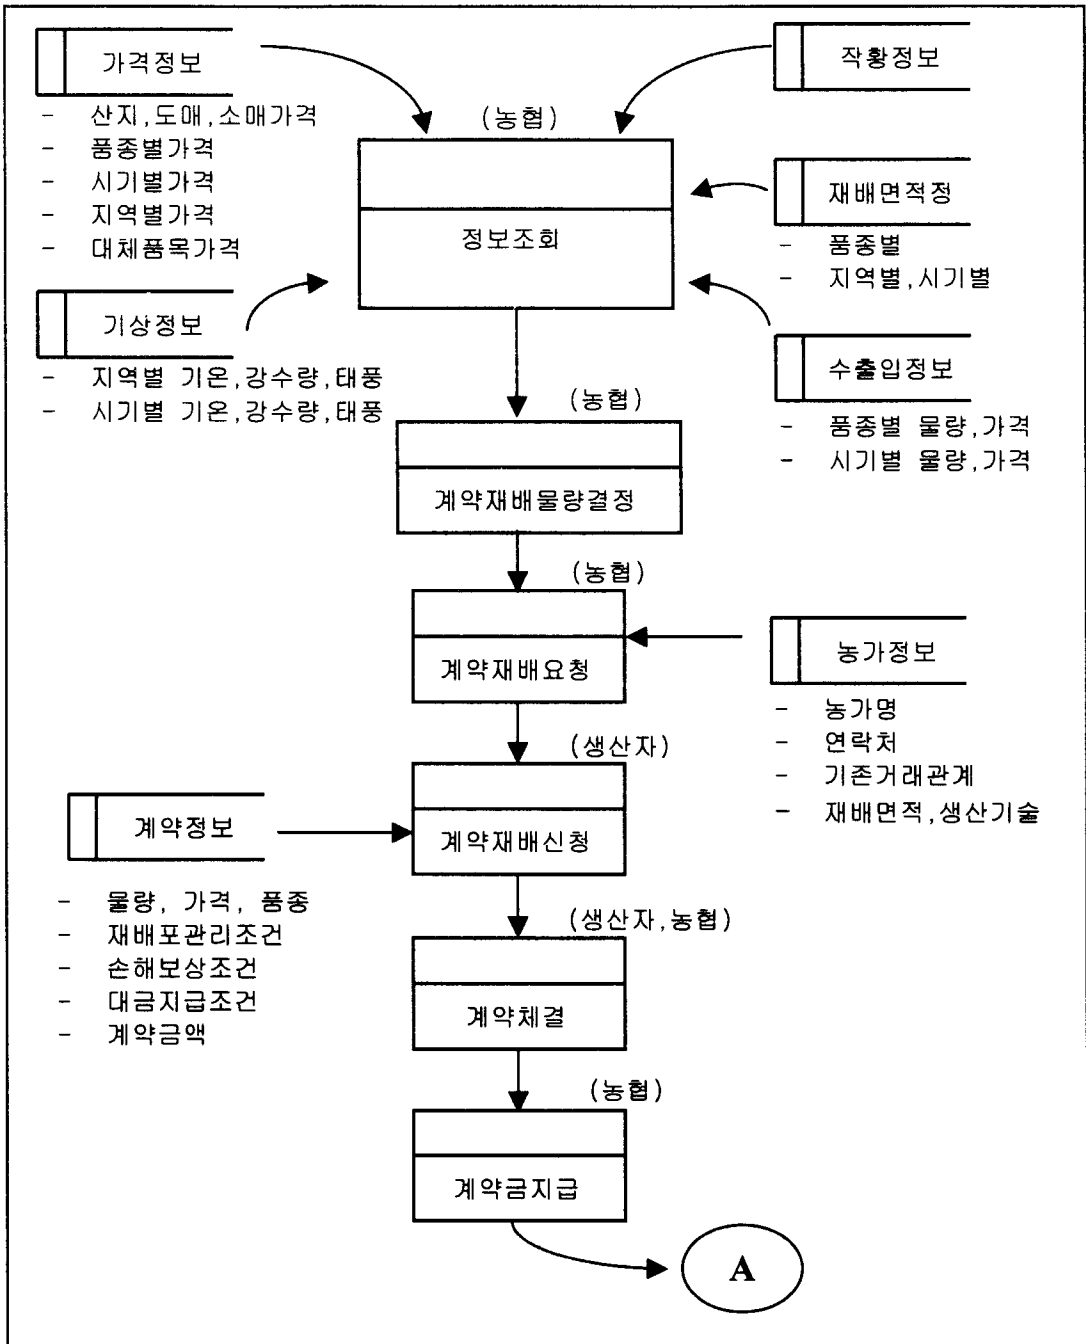 가격정보
- 산지,도매,소매가격
- 품종별가격
- 시기별가격
- 지역별가격
- 대체품목가격
기상정보
- 지역별 기온,강수량,태풍
- 시기별 기온,강수량,태풍
(농협)
정보조회
작황정보
재배면적정
- 품종별
- 지역별,시기별
수출입정보
- 품종별 물량,가격
- 시기별 물량,가격
(농협)
계약재배물량결정
(농협)
계약재배요청
농가정보
- 농가명
- 연락처
- 기존거래관계
- 재배면적,생산기술
(생산자)
계약재배신청
계약정보
- 물량, 가격, 품종
- 재배포관리조건
- 손해보상조건
- 대금지급조건
- 계약금액
(생산자,농협)
계약체결
(농협)
계약금지급
A